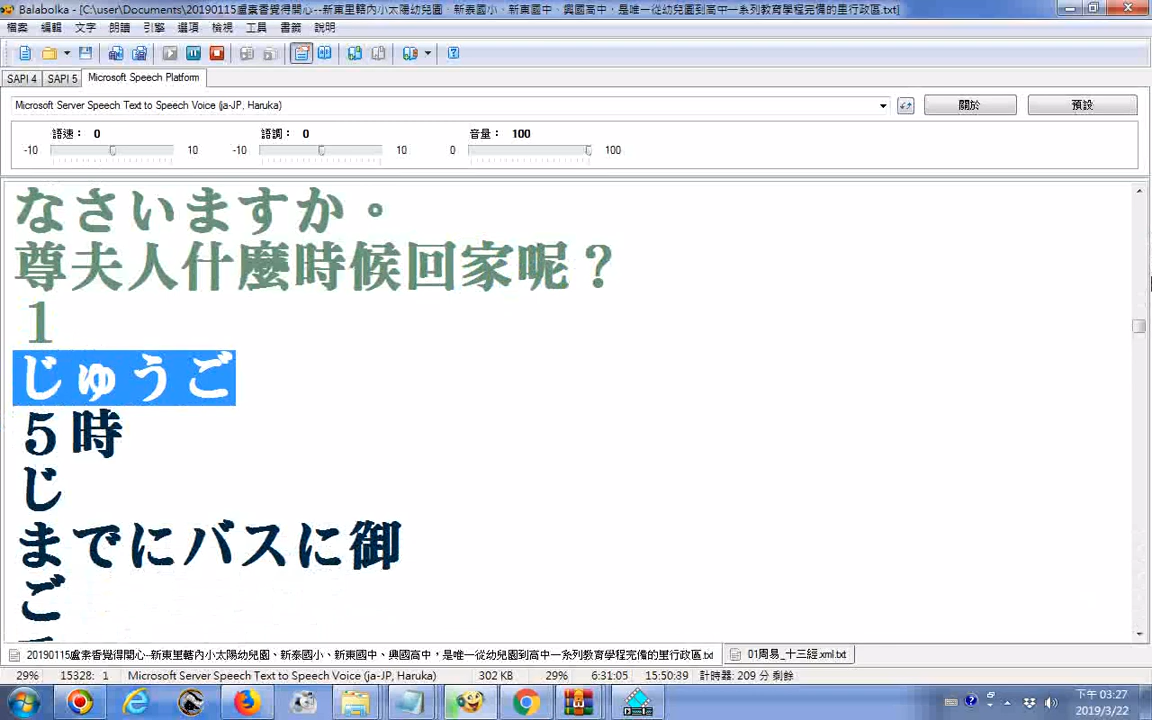 Balabolka - [C:\user\Documents\20190115盧素香覺得開心--新東里轄內小太陽幼兒園、新泰國小、新東國中、興國高中，是唯一從幼兒園到高中一系列教育學程完備的里行政區.txt]
檔案 編輯 文字 朗讀 引擎 選項 檢視 工具 書籤 說明
SAPI 4 SAPI 5 Microsoft Speech Platform
Microsoft Server Speech Text to Speech Voice (ja-JP, Haruka) 關於 預設
語速： 0 語調： 0 音量： 100
-10 10 -10 10 0 100
なさいますか。
尊夫人什麼時候回家呢？
1
じゅうご
５時
じ
までにバスに御
ご
20190115盧素香覺得開心--新東里轄內小太陽幼兒園、新泰國小、新東國中、興國高中，是唯一從幼兒園到高中一系列教育學程完備的里行政區.txt 01周易_十三經.xml.txt
29% 15328: 1 Microsoft Server Speech Text to Speech Voice (ja-JP, Haruka) 302 KB 29% 6:31:05 15:50:39 計時器: 209 分 剩餘
下午 03:27
2019/3/22